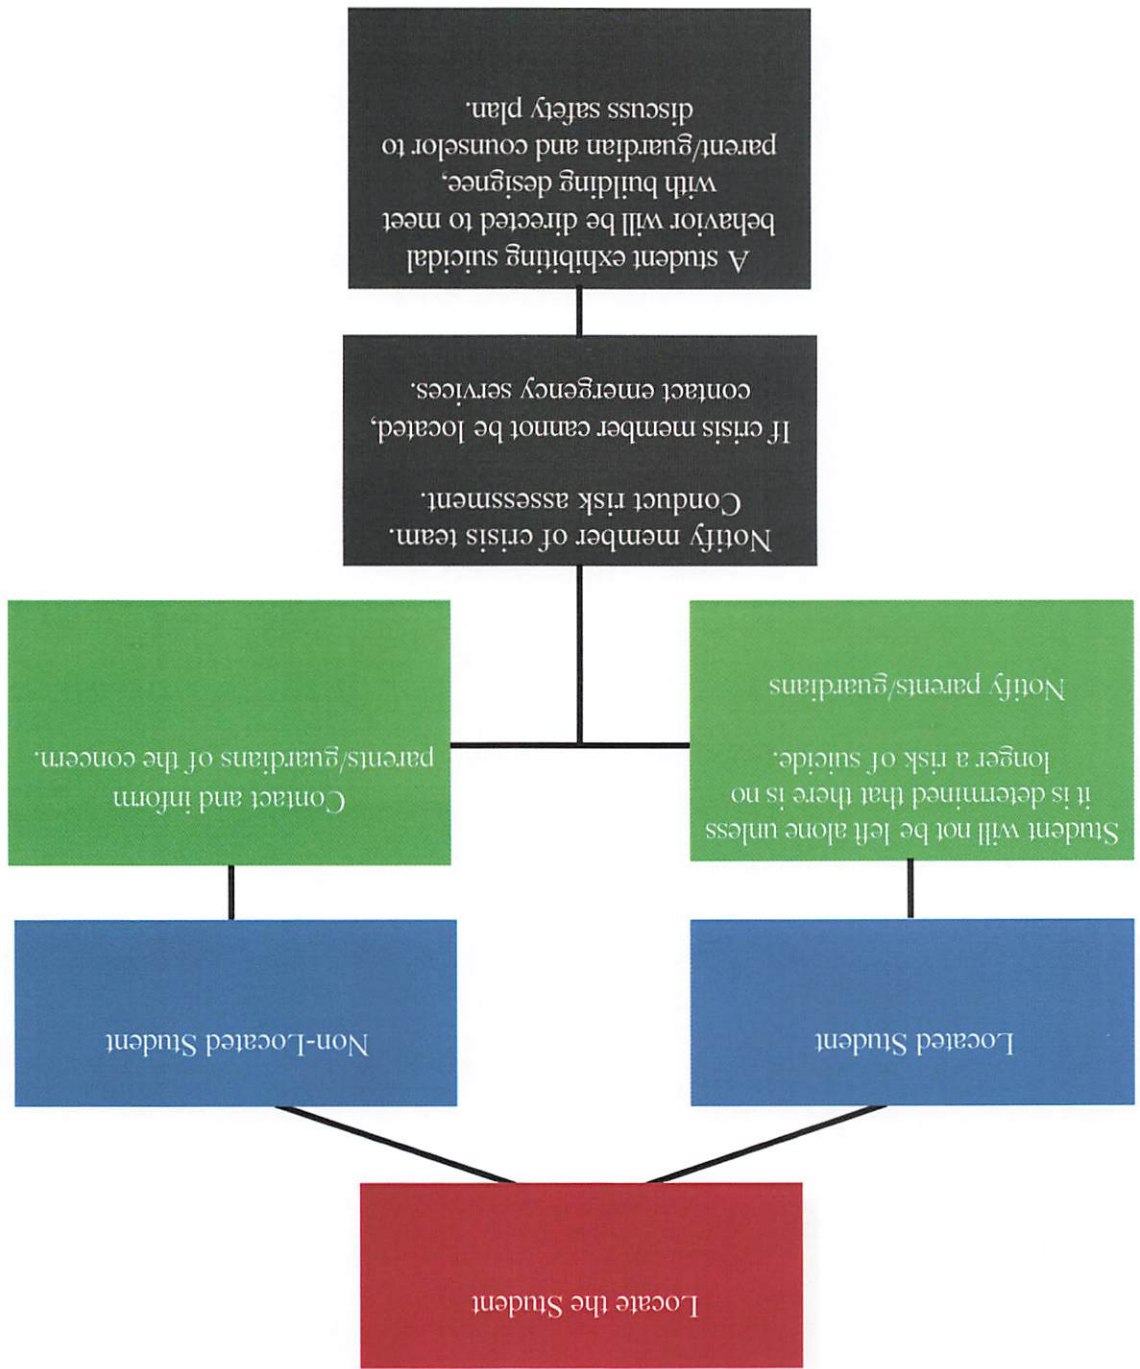 Locate the Student
Located Student
Non-Located Student
Student will not be left alone unless
it is determined that there is no
longer a risk of suicide.
Notify parents/guardians
Contact and inform
parents/guardians of the concern.
Notify member of crisis team.
Conduct risk assessment.
If crisis member cannot be located,
contact emergency services.
A student exhibiting suicidal
behavior will be directed to meet
with building designee,
parent/guardian and counselor to
discuss safety plan.